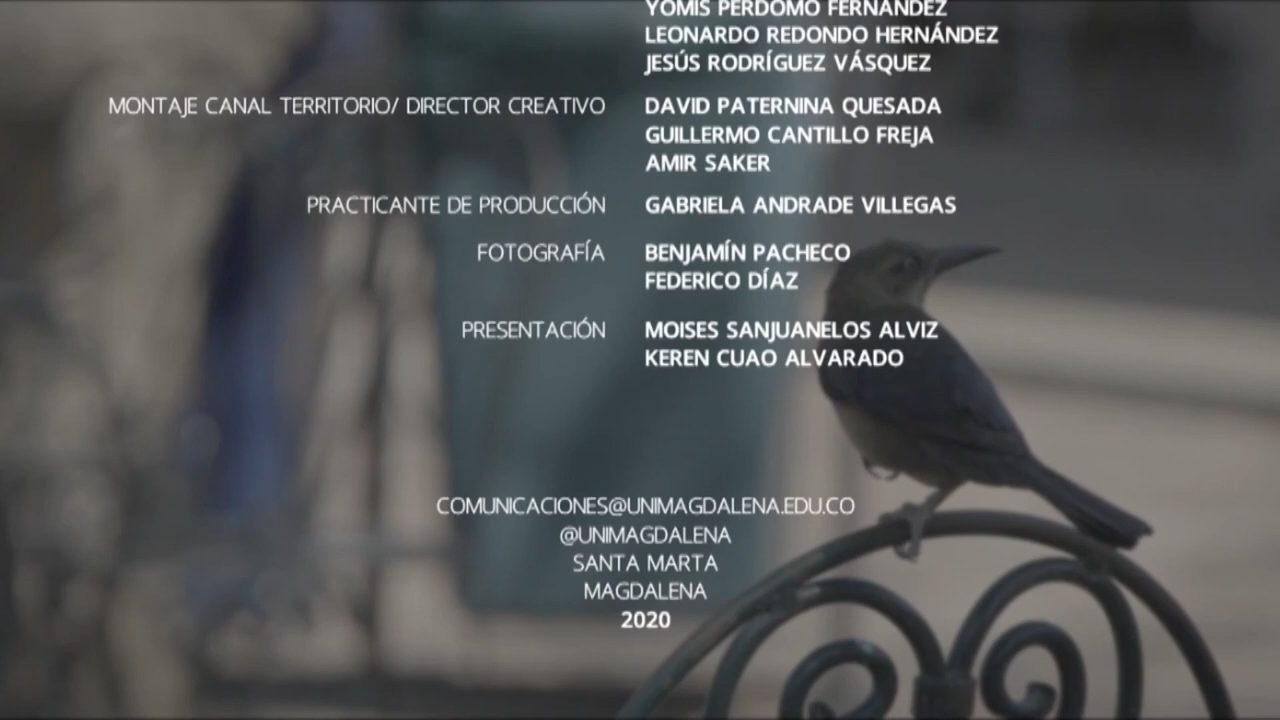 YOMIS PERDOMO FERNÁNDEZ
LEONARDO REDONDO HERNÁNDEZ
JESÚS RODRÍGUEZ VÁSQUEZ
MONTAJE CANAL TERRITORIO/ DIRECTOR CREATIVO DAVID PATERNINA QUESADA
GUILLERMO CANTILLO FREJA
AMIR SAKER
PRACTICANTE DE PRODUCCIÓN GABRIELA ANDRADE VILLEGAS
FOTOGRAFÍA BENJAMÍN PACHECO
FEDERICO DÍAZ
PRESENTACIÓN MOISES SANJUANELOS ALVIZ
KEREN CUAO ALVARADO
COMUNICACIONES@UNIMAGDALENA.EDU.CO
@UNIMAGDALENA
SANTA MARTA
MAGDALENA
2020